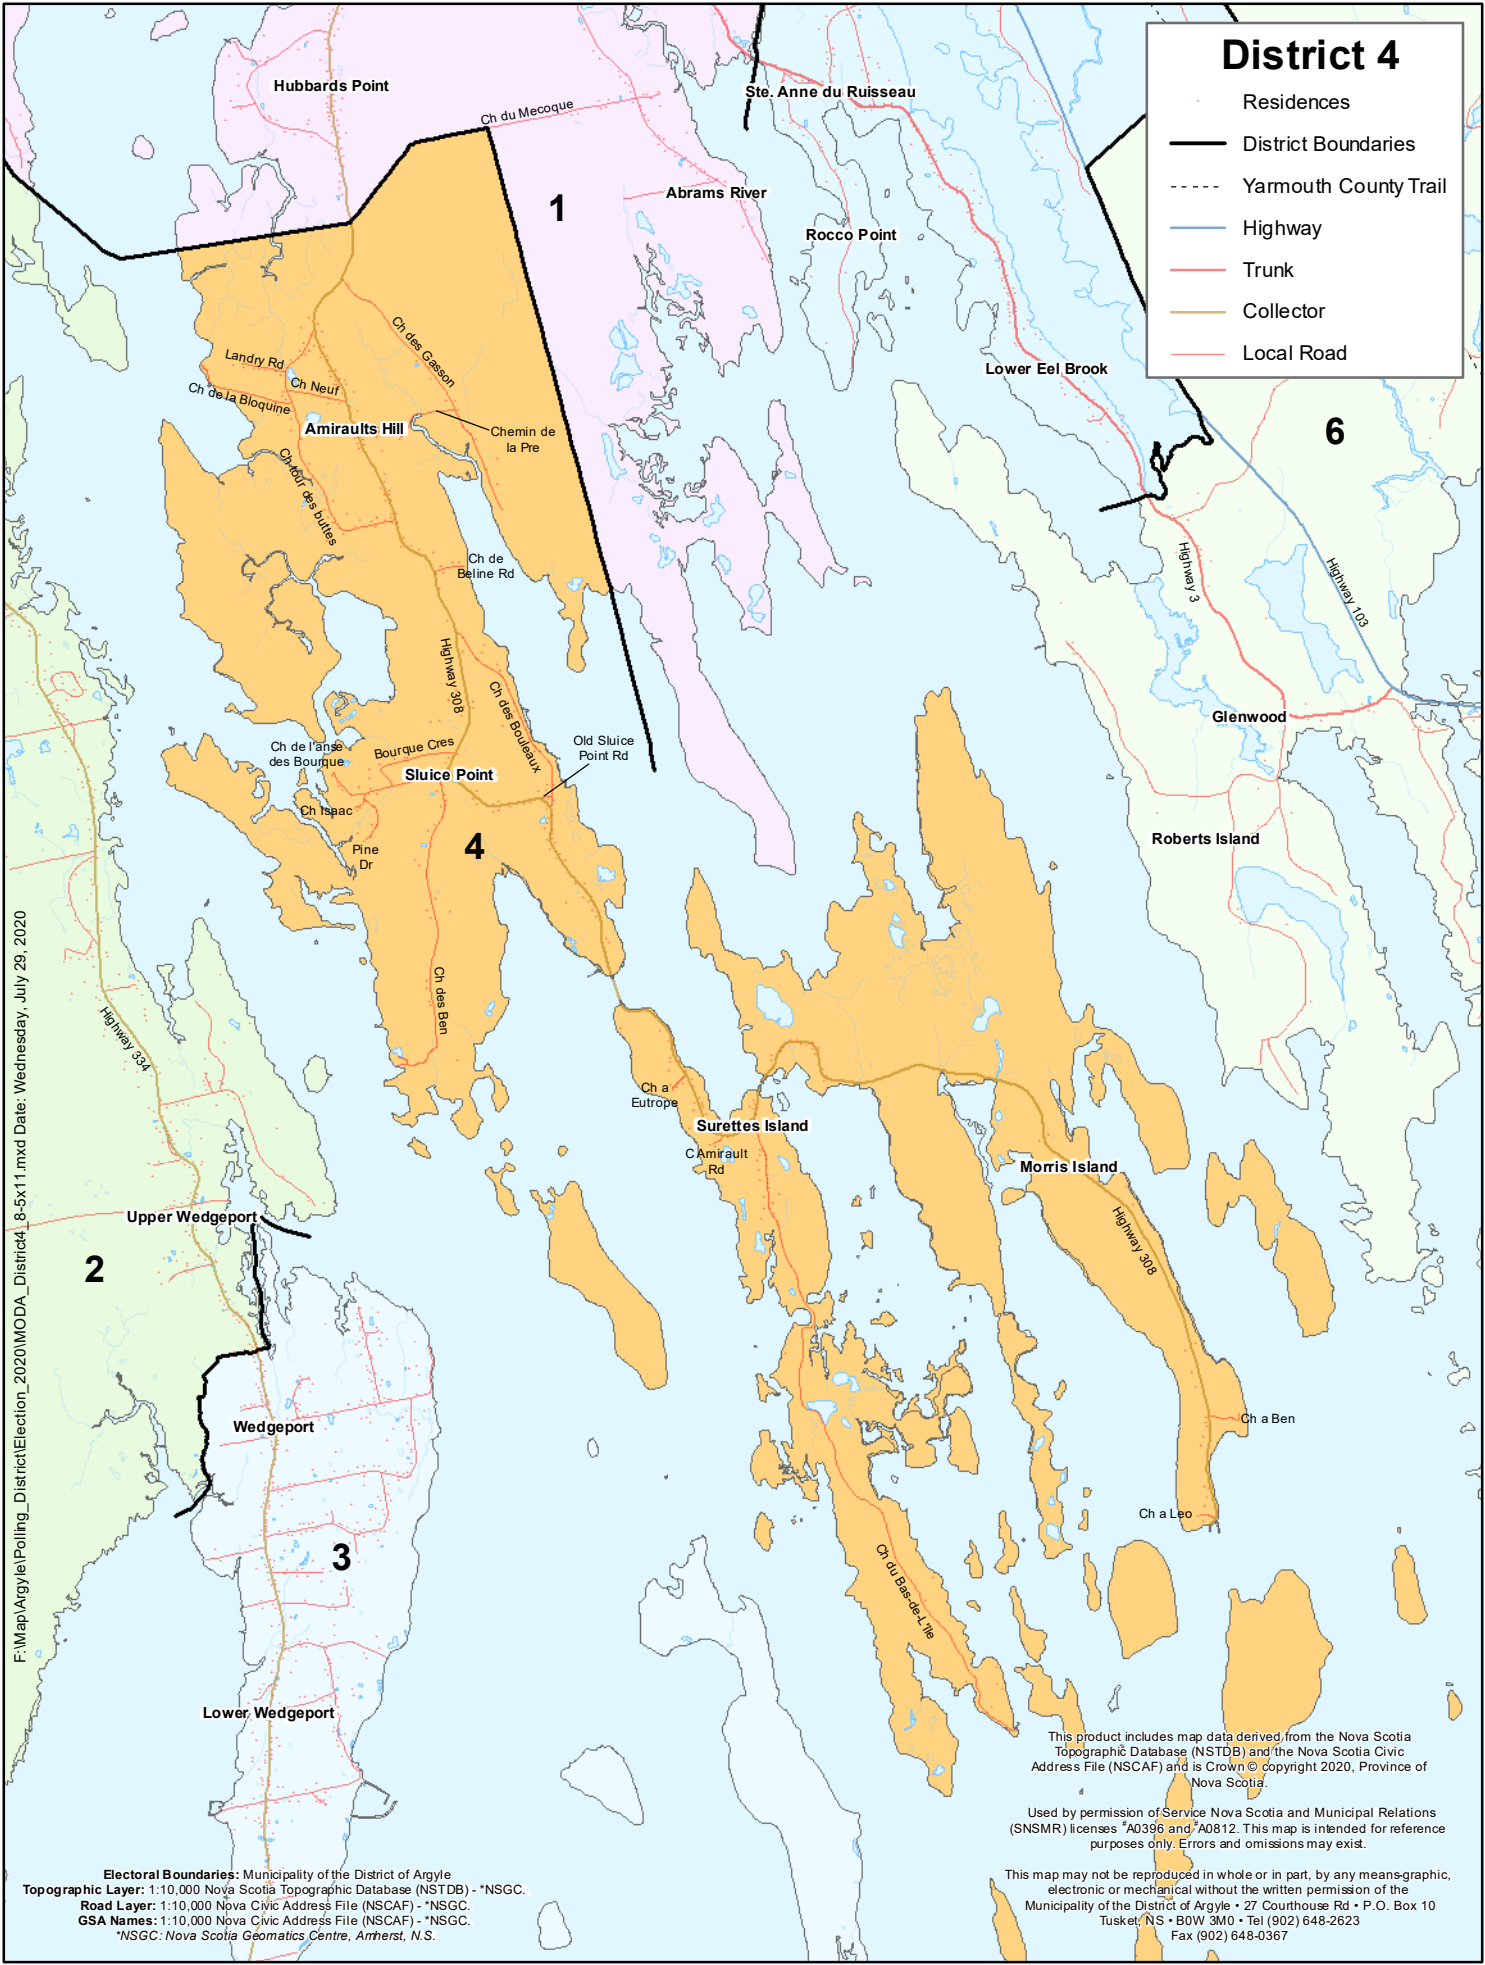 District 4
Residences
District Boundaries
Yarmouth County Trail
Highway
Trunk
Collector
Local Road
Hubbards Point
Ch du Mecoque
Ste. Anne du Ruisseau
Abrams River
1
Rocco Point
Ch des Gasson
Landry Rd
Ch Neuf
Ch de la Bloquine
Lower Eel Brook
Amiraults Hill
Chemin de
la Pre
6
Ch tour des buttes
Ch de
Beline Rd
Highway 3
Highway 103
Highway 308
Ch des Bouleaux
Glenwood
Ch de l'anse
des Bourque
Bourque Cres
Old Sluice
Point Rd
Sluice Point
Ch Isaac
Roberts Island
Pine
Dr
4
Ch des Ben
Highway 334
Ch a
Eutrope
Surettes Island
C Amirault
Rd
Morris Island
Highway 308
Upper Wedgeport
2
Ch a Ben
Wedgeport
Ch a Leo
3
Ch du Bas-de-L'Ile
Lower Wedgeport
F:\Map\Argyle\Polling_District\Election_2020\MODA_District4_8-5x11.mxd Date: Wednesday, July 29, 2020
This product includes map data derived from the Nova Scotia
Topographic Database (NSTDB) and the Nova Scotia Civic
Address File (NSCAF) and is Crown © copyright 2020, Province of
Nova Scotia.
Used by permission of Service Nova Scotia and Municipal Relations
(SNSMR) licenses #A0396 and #A0812. This map is intended for reference
purposes only. Errors and omissions may exist.
This map may not be reproduced in whole or in part, by any means-graphic,
electronic or mechanical without the written permission of the
Municipality of the District of Argyle • 27 Courthouse Rd • P.O. Box 10
Tusket, NS • B0W 3M0 • Tel (902) 648-2623
Fax (902) 648-0367
Electoral Boundaries: Municipality of the District of Argyle
Topographic Layer: 1:10,000 Nova Scotia Topographic Database (NSTDB) - *NSGC.
Road Layer: 1:10,000 Nova Civic Address File (NSCAF) - *NSGC.
GSA Names: 1:10,000 Nova Civic Address File (NSCAF) - *NSGC.
*NSGC: Nova Scotia Geomatics Centre, Amherst, N.S.